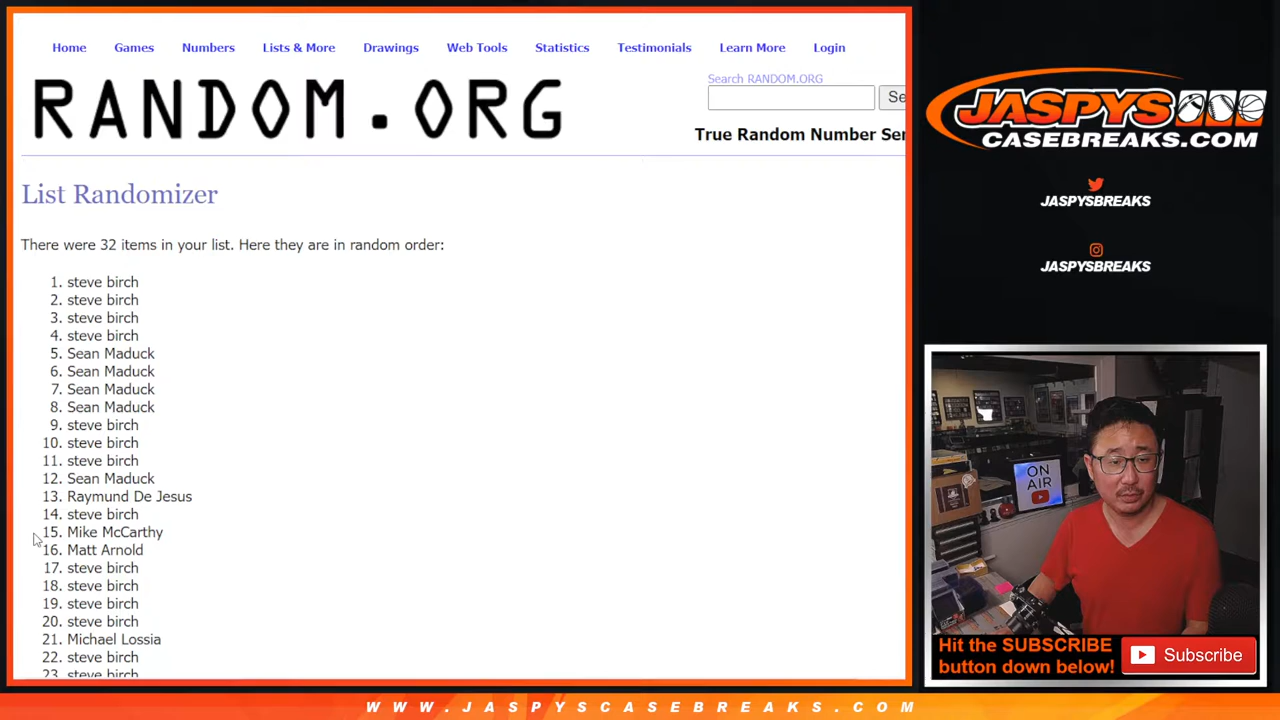 Home Games Numbers Lists & More Drawings Web Tools Statistics Testimonials Learn More Login
RANDOM.ORG
Search RANDOM.ORG
Se
True Random Number Ser
List Randomizer
There were 32 items in your list. Here they are in random order:
1. steve birch
2. steve birch
3. steve birch
4. steve birch
5. Sean Maduck
6. Sean Maduck
7. Sean Maduck
8. Sean Maduck
9. steve birch
10. steve birch
11. steve birch
12. Sean Maduck
13. Raymund De Jesus
14. steve birch
15. Mike McCarthy
16. Matt Arnold
17. steve birch
18. steve birch
19. steve birch
20. steve birch
21. Michael Lossia
22. steve birch
23. steve birch
JASPYS
CASEBREAKS.COM
JASPYSBREAKS
JASPYSBREAKS
ON
AIR
Hit the SUBSCRIBE
button down below!
Subscribe
WWW.JASPYSCASEBREAKS.COM